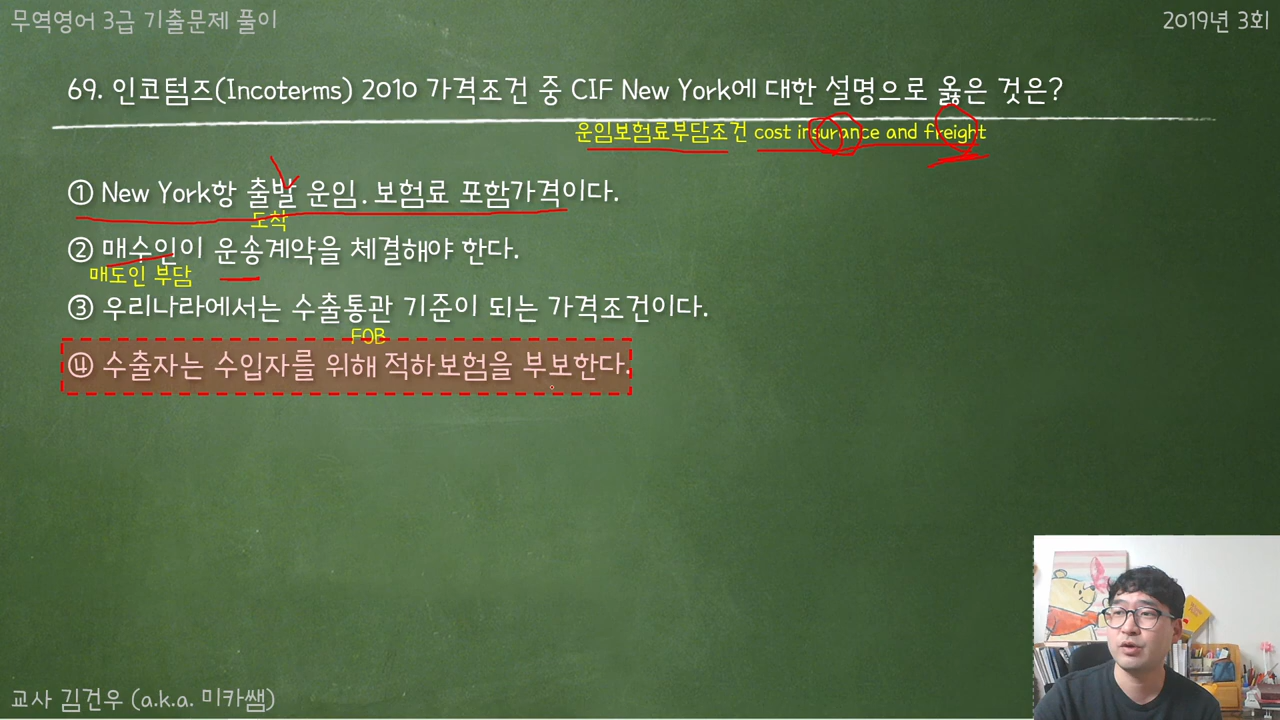 무역영어 3급 기출문제 풀이
2019년 3회
69. 인코텀즈(Incoterms) 2010 가격조건 중 CIF New York에 대한 설명으로 옳은 것은?
운임보험료부담조건 cost insurance and freight
① New York항 출발 운임. 보험료 포함가격이다.
도착
② 매수인이 운송계약을 체결해야 한다.
매도인 부담
③ 우리나라에서는 수출통관 기준이 되는 가격조건이다.
FOB
④ 수출자는 수입자를 위해 적하보험을 부보한다.
교사 김건우 (a.k.a. 미카쌤)